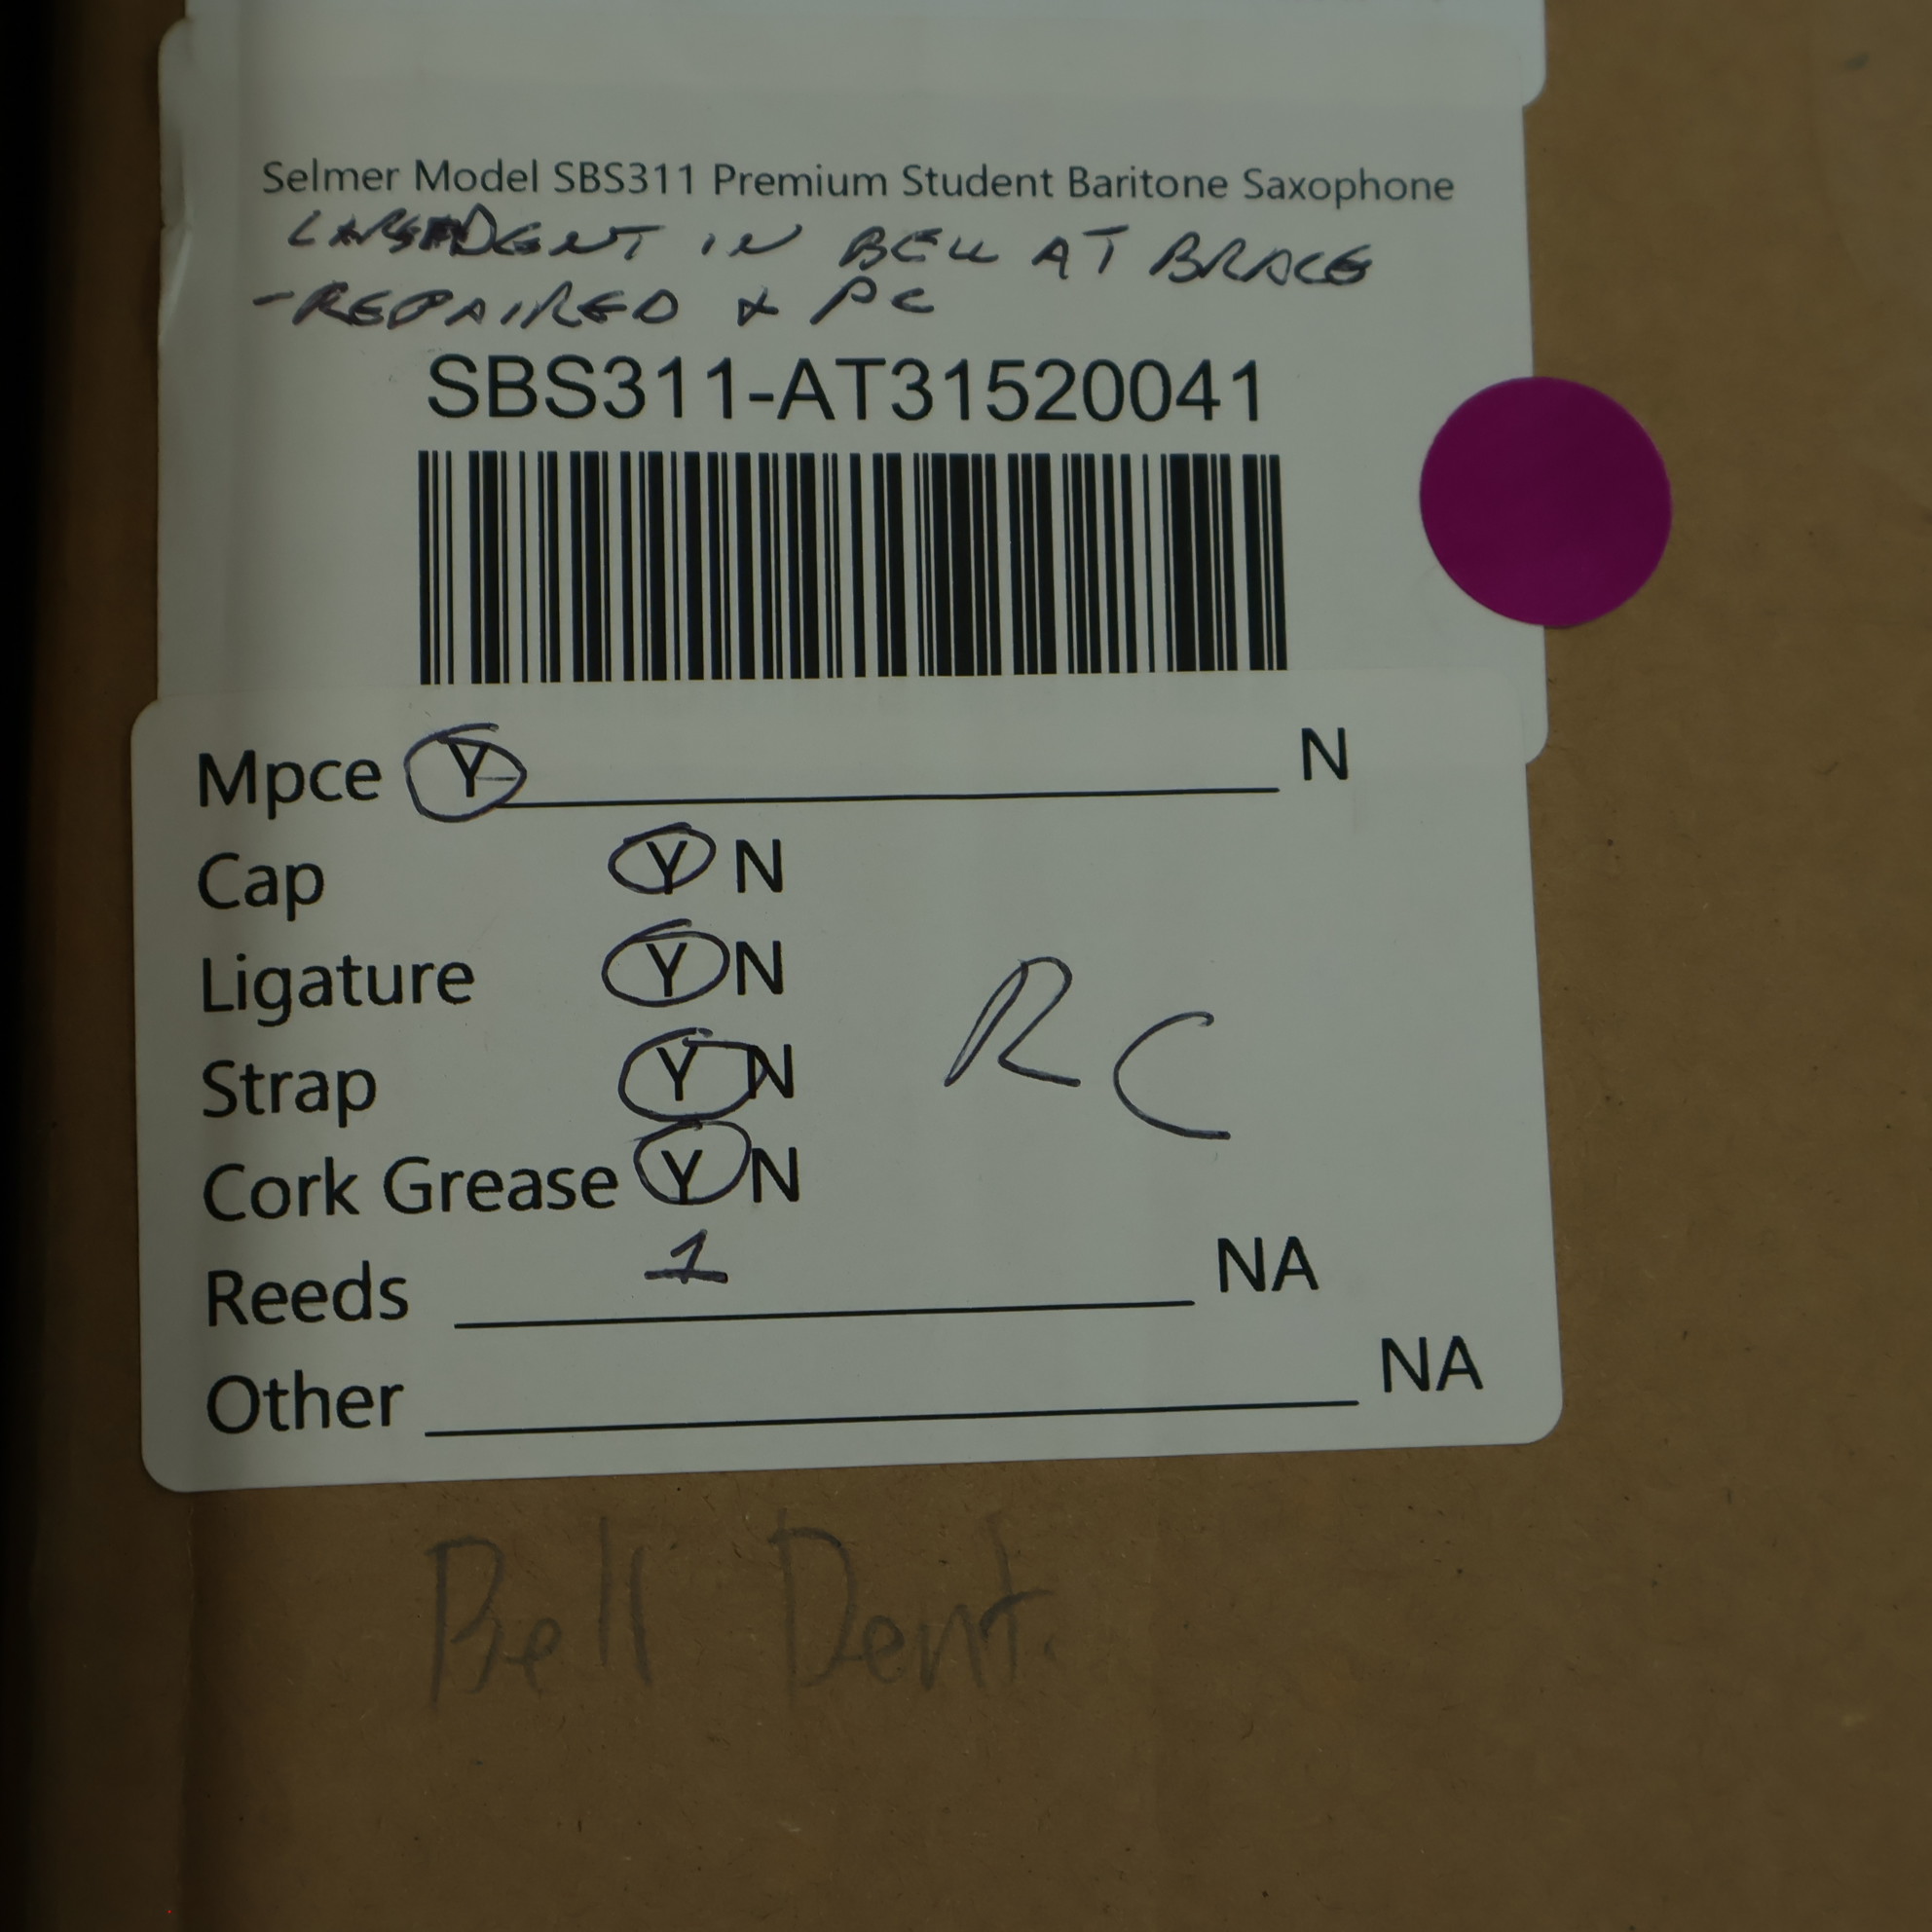 Selmer Model SBS311 Premium Student Baritone Saxophone
LARGE DENT IN BELL AT BRACE
-REPAIRED & PC
SBS311-AT31520041
Mpce Y N
Cap Y N
Ligature Y N
RC
Strap Y N
Cork Grease Y N
Reeds 1 NA
Other NA
Bell Dent.